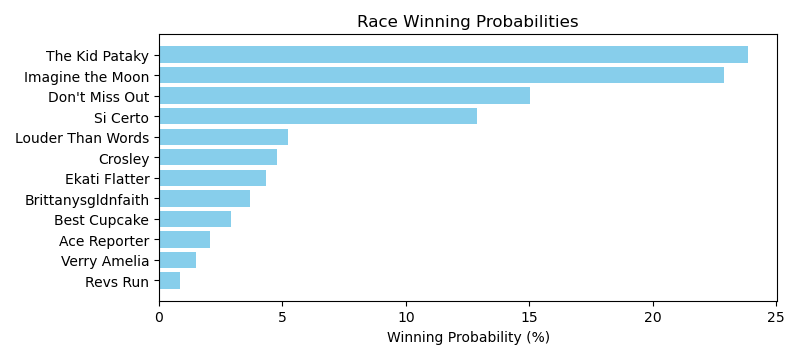 Race Winning Probabilities
The Kid Pataky
Imagine the Moon
Don't Miss Out
Si Certo
Louder Than Words
Crosley
Ekati Flatter
Brittanysgldnfaith
Best Cupcake
Ace Reporter
Verry Amelia
Revs Run
0 5 10 15 20 25
Winning Probability (%)